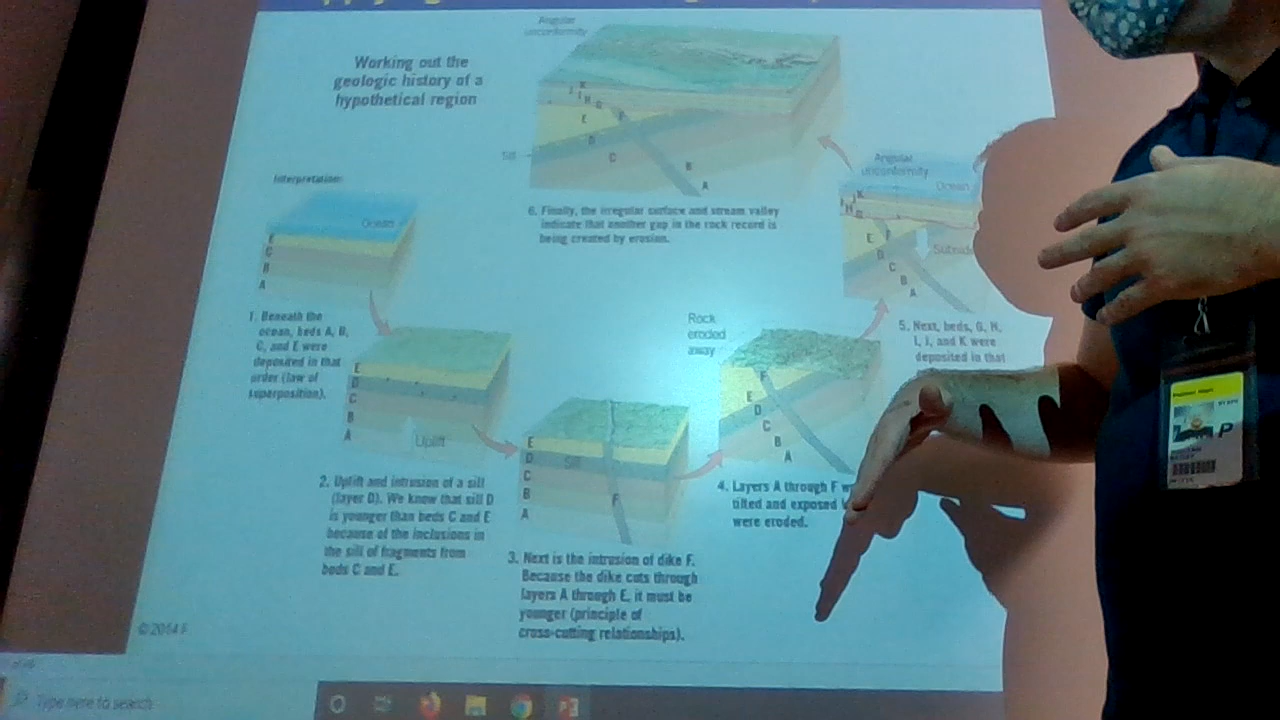 Working out the
geologic history of a
hypothetical region
Angular
unconformity
K
J
I
H
G
E
D
C
B
A
Sill
6. Finally, the irregular surface and stream valley
indicate that another gap in the rock record is
being created by erosion.
Interpretation:
Ocean
E
C
B
A
1. Beneath the
ocean, beds A, B,
C, and E were
deposited in that
order (law of
superposition).
E
D
C
B
A
Uplift
2. Uplift and intrusion of a sill
(layer D). We know that sill D
is younger than beds C and E
because of the inclusions in
the sill of fragments from
beds C and E.
E
D
C
B
A
Sill
F
3. Next is the intrusion of dike F.
Because the dike cuts through
layers A through E, it must be
younger (principle of
cross-cutting relationships).
Rock
eroded
away
F
E
D
C
B
A
4. Layers A through F w
tilted and exposed
were eroded.
Angular
unconformity
Ocean
K
H
G
E
F
D
C
B
A
5. Next, beds, G, H,
I, J, and K were
deposited in that
© 2014
Type here to search
P